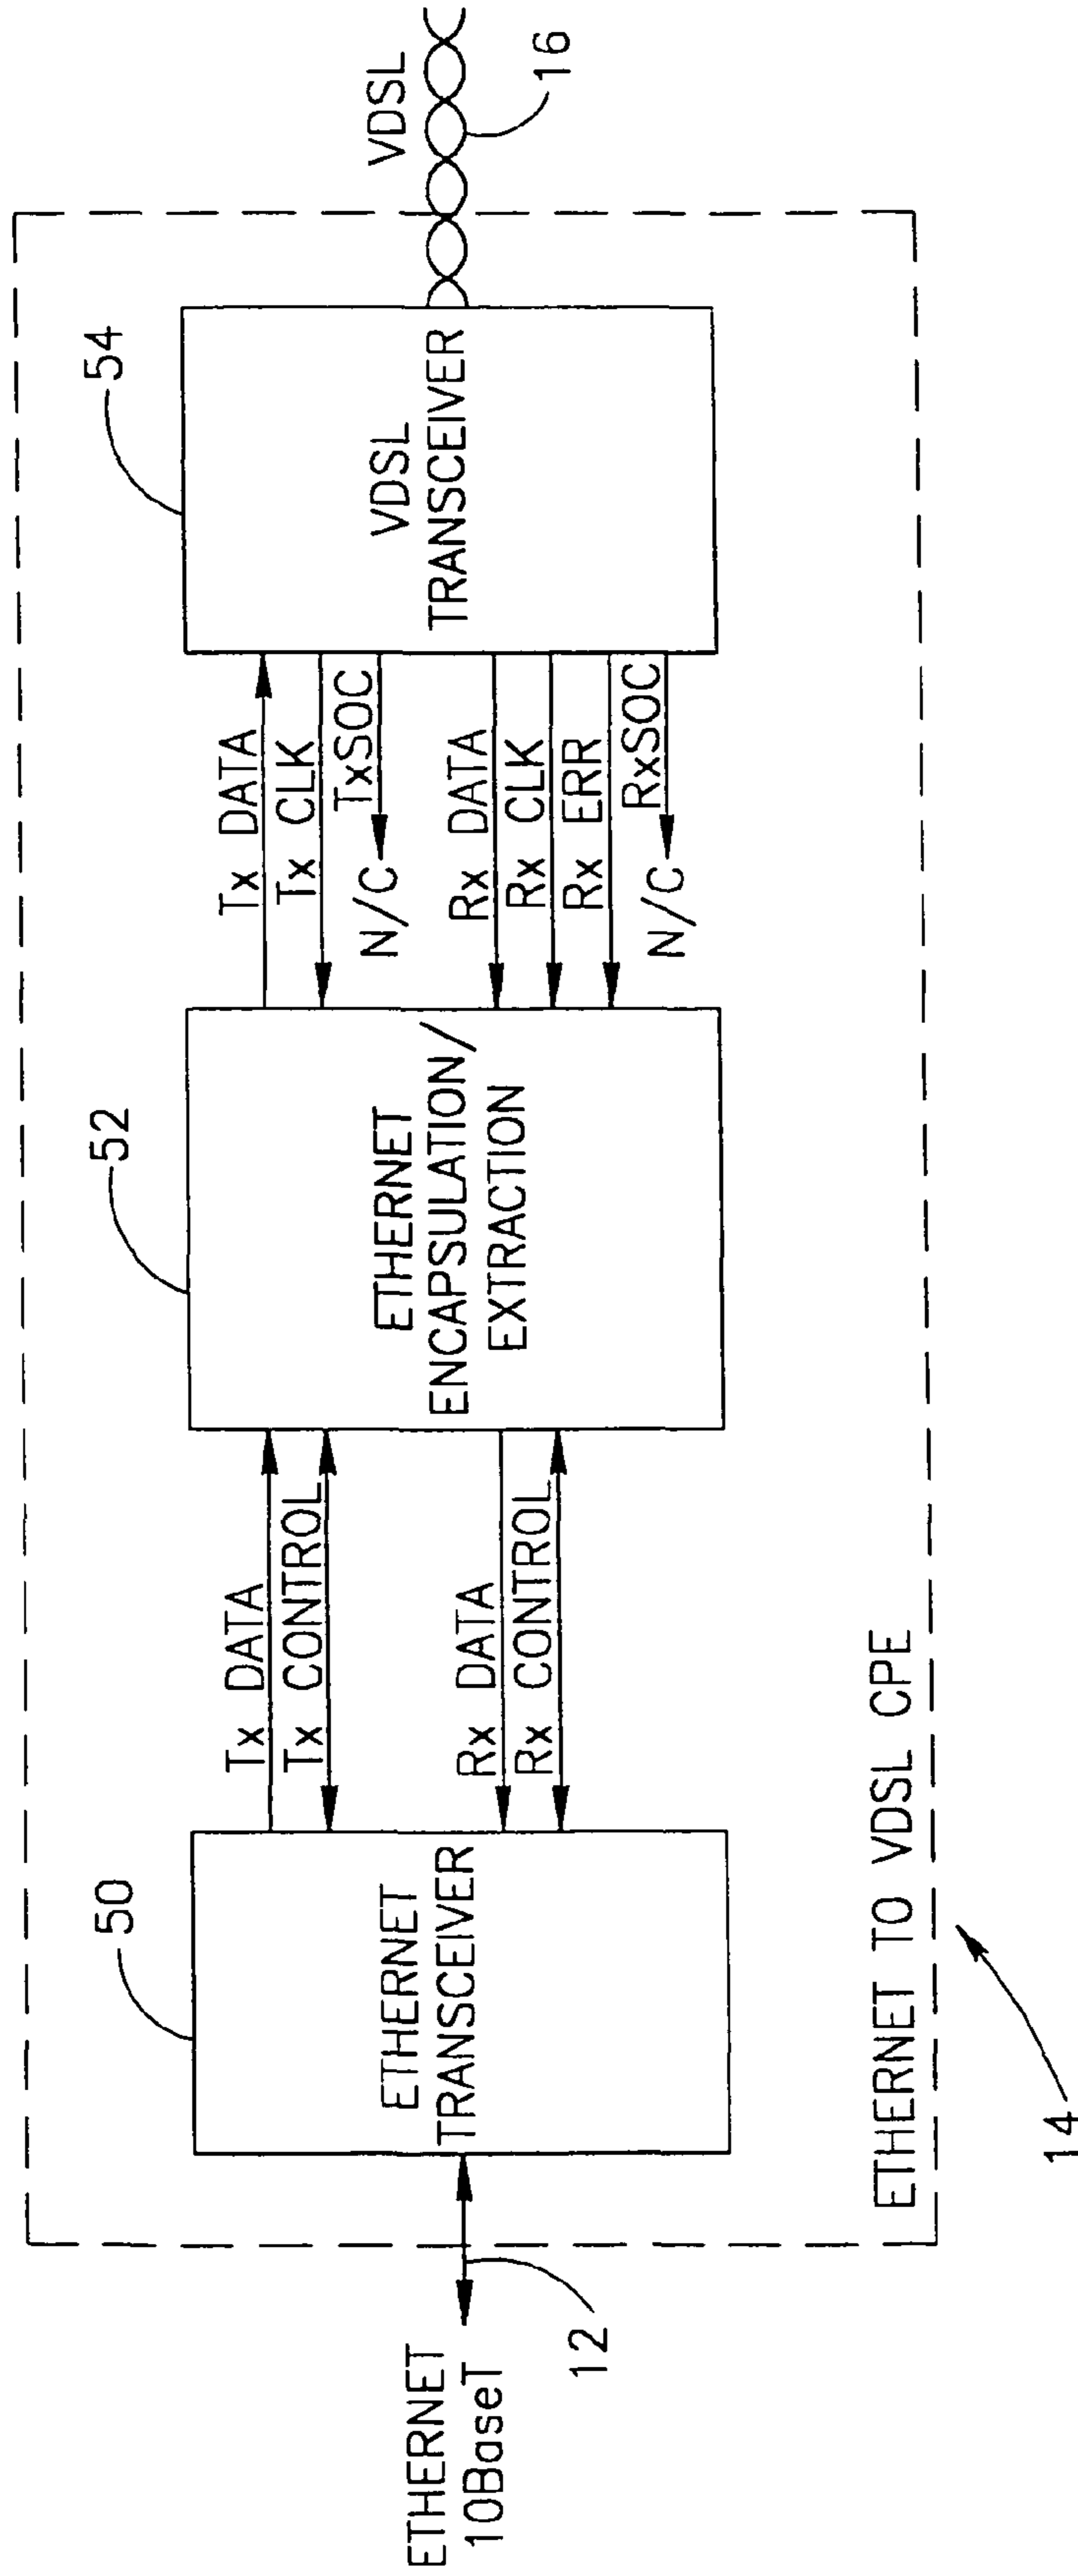 ETHERNET
10BaseT
12
50
ETHERNET
TRANSCEIVER
Tx DATA
Tx CONTROL
Rx DATA
Rx CONTROL
52
ETHERNET
ENCAPSULATION/
EXTRACTION
Tx DATA
Tx CLK
TxSOC
N/C
Rx DATA
Rx CLK
Rx ERR
RxSOC
N/C
54
VDSL
TRANSCEIVER
VDSL
16
ETHERNET TO VDSL CPE
14